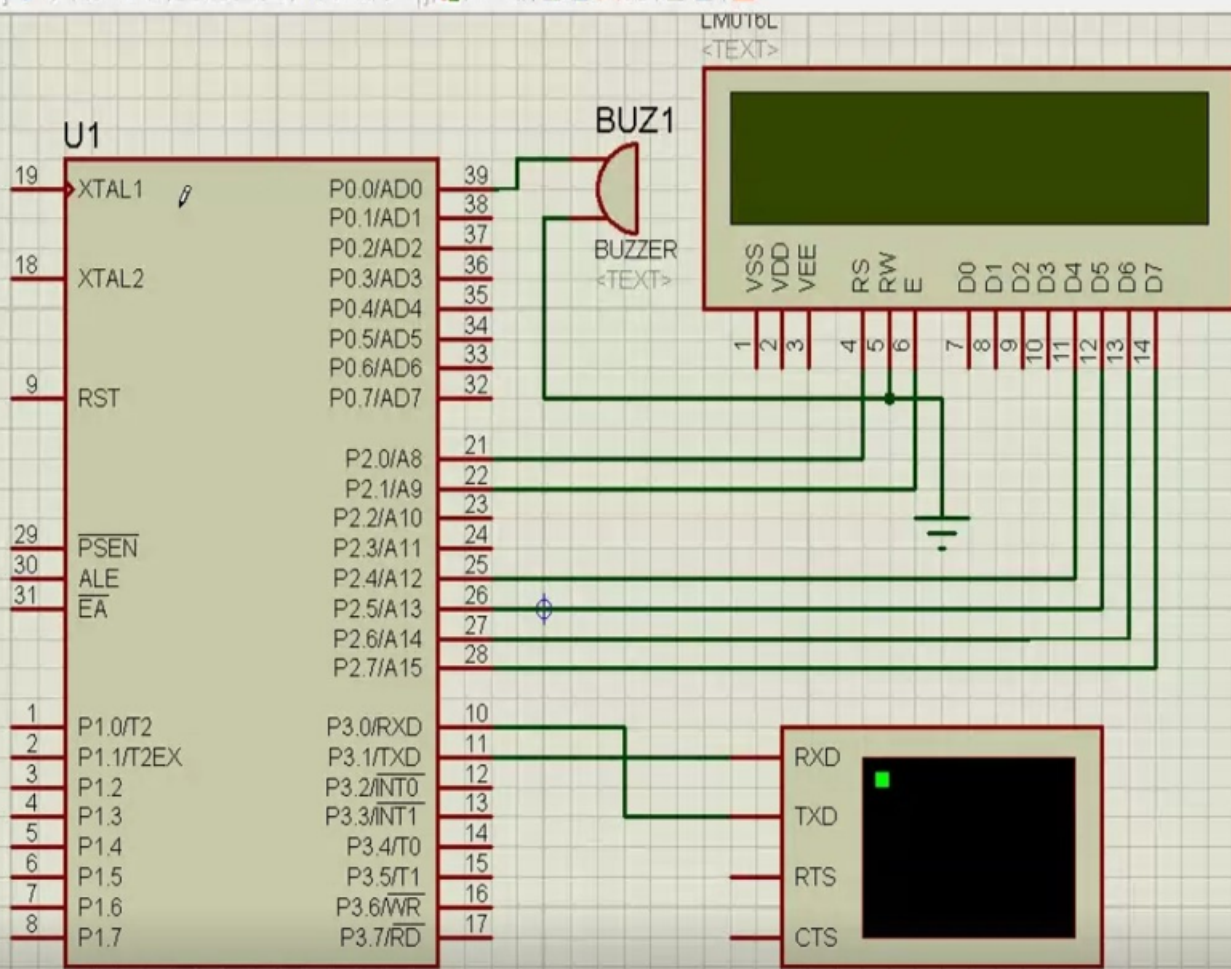 LM016L
<TEXT>
BUZ1
U1
19 XTAL1 P0.0/AD0 39
P0.1/AD1 38
BUZZER
P0.2/AD2 37
<TEXT>
18 XTAL2 P0.3/AD3 36
P0.4/AD4 35
P0.5/AD5 34
P0.6/AD6 33
9 RST P0.7/AD7 32
VSS VDD VEE RS RW E D0 D1 D2 D3 D4 D5 D6 D7
1 2 3 4 5 6 7 8 9 10 11 12 13 14
P2.0/A8 21
P2.1/A9 22
P2.2/A10 23
29 PSEN P2.3/A11 24
30 ALE P2.4/A12 25
31 EA P2.5/A13 26
P2.6/A14 27
P2.7/A15 28
1 P1.0/T2 P3.0/RXD 10
2 P1.1/T2EX P3.1/TXD 11
3 P1.2 P3.2/INT0 12
4 P1.3 P3.3/INT1 13
5 P1.4 P3.4/T0 14
6 P1.5 P3.5/T1 15
7 P1.6 P3.6/WR 16
8 P1.7 P3.7/RD 17
RXD
TXD
RTS
CTS